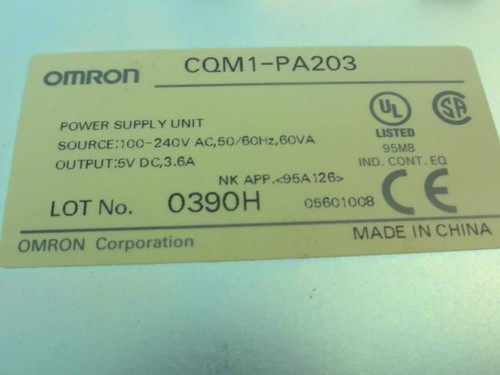 OMRON CQM1-PA203
POWER SUPPLY UNIT
SOURCE:100-240V AC,50/60Hz,60VA
OUTPUT:5V DC,3.6A
UL
LISTED
95M8
IND. CONT. EQ
SA
NK APP.<95A126>
LOT No. 0390H 05601008 CE
OMRON Corporation MADE IN CHINA